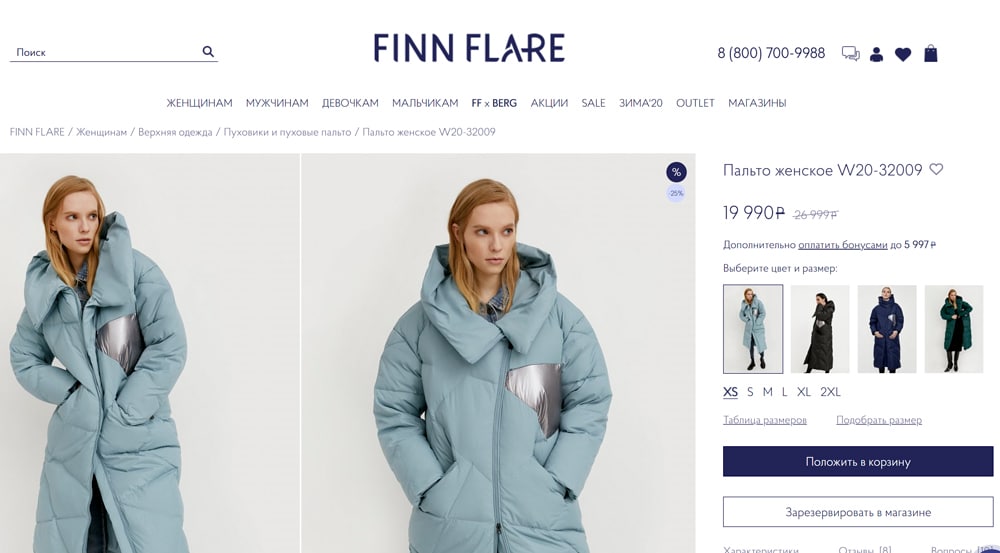 Поиск
FINN FLARE
8 (800) 700-9988
ЖЕНЩИНАМ МУЖЧИНАМ ДЕВОЧКАМ МАЛЬЧИКАМ FF x BERG АКЦИИ SALE ЗИМА'20 OUTLET МАГАЗИНЫ
FINN FLARE / Женщинам / Верхняя одежда / Пуховики и пуховые пальто / Пальто женское W20-32009
%
-25%
Пальто женское W20-32009
19 990 ₽ 26 999 ₽
Дополнительно оплатить бонусами до 5 997 ₽
Выберите цвет и размер:
XS S M L XL 2XL
Таблица размеров Подобрать размер
Положить в корзину
Зарезервировать в магазине
Характеристики Отзывы [8] Вопросы